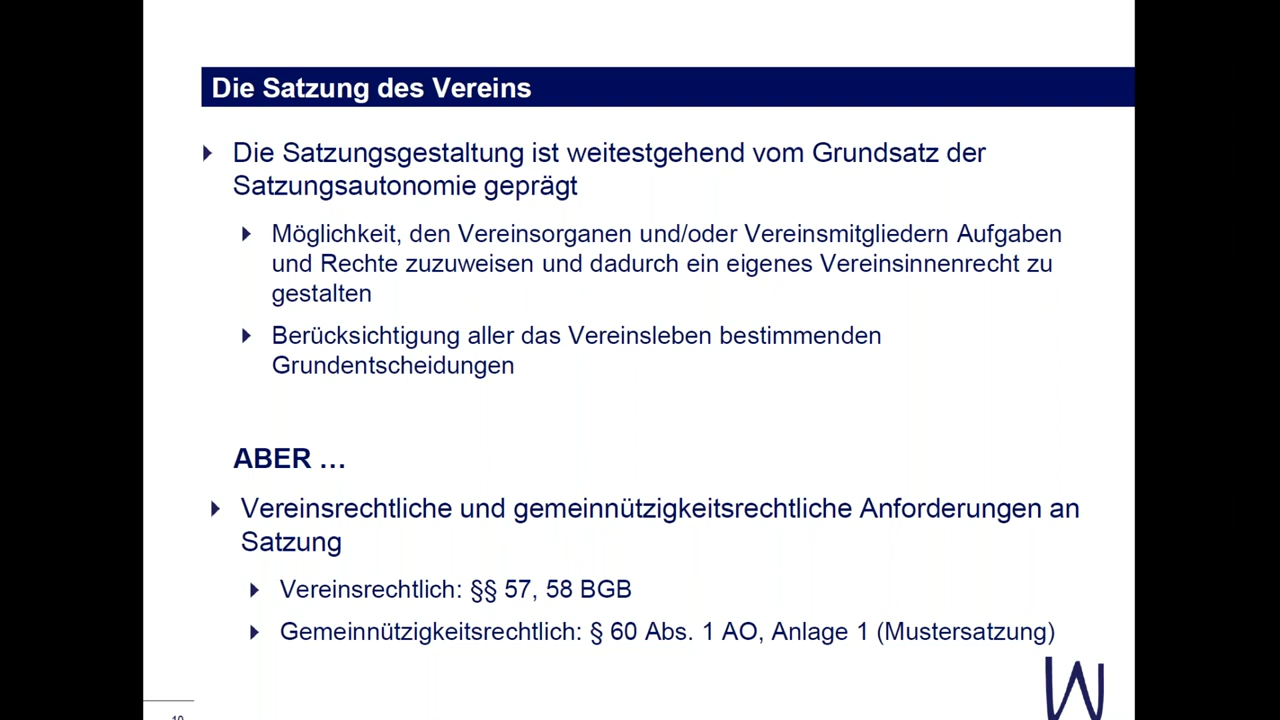 Die Satzung des Vereins
Die Satzungsgestaltung ist weitestgehend vom Grundsatz der
Satzungsautonomie geprägt
Möglichkeit, den Vereinsorganen und/oder Vereinsmitgliedern Aufgaben
und Rechte zuzuweisen und dadurch ein eigenes Vereinsinnenrecht zu
gestalten
Berücksichtigung aller das Vereinsleben bestimmenden
Grundentscheidungen
ABER …
Vereinsrechtliche und gemeinnützigkeitsrechtliche Anforderungen an
Satzung
Vereinsrechtlich: §§ 57, 58 BGB
Gemeinnützigkeitsrechtlich: § 60 Abs. 1 AO, Anlage 1 (Mustersatzung)
W